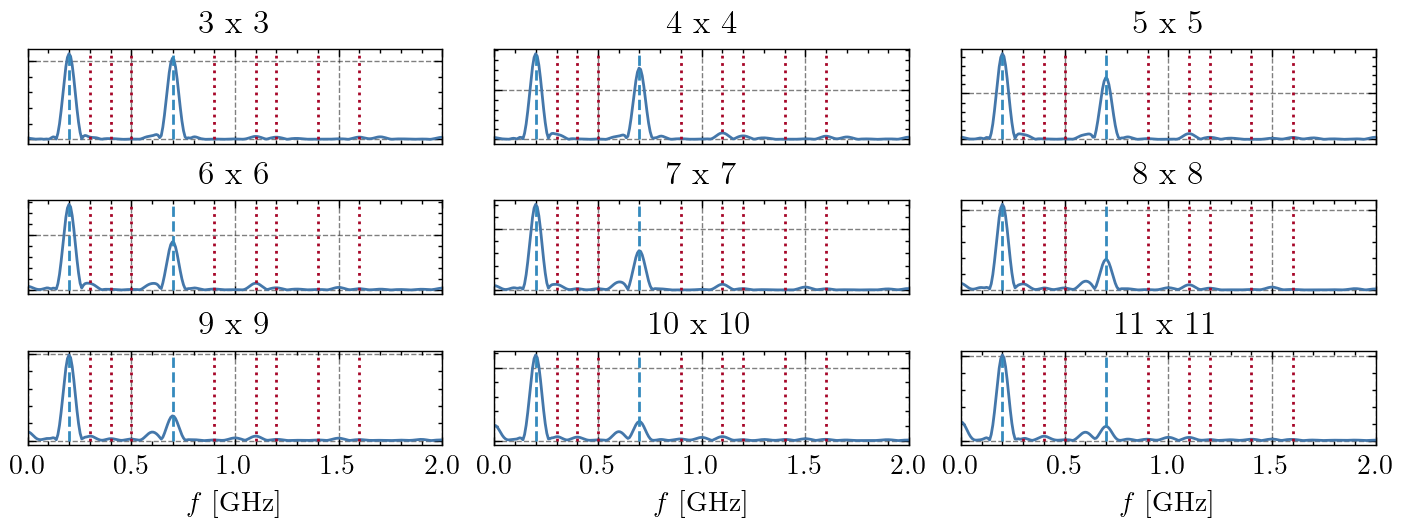 3 x 3
4 x 4
5 x 5
6 x 6
7 x 7
8 x 8
9 x 9
10 x 10
11 x 11
0.0 0.5 1.0 1.5 2.0
0.0 0.5 1.0 1.5 2.0
0.0 0.5 1.0 1.5 2.0
f [GHz]
f [GHz]
f [GHz]